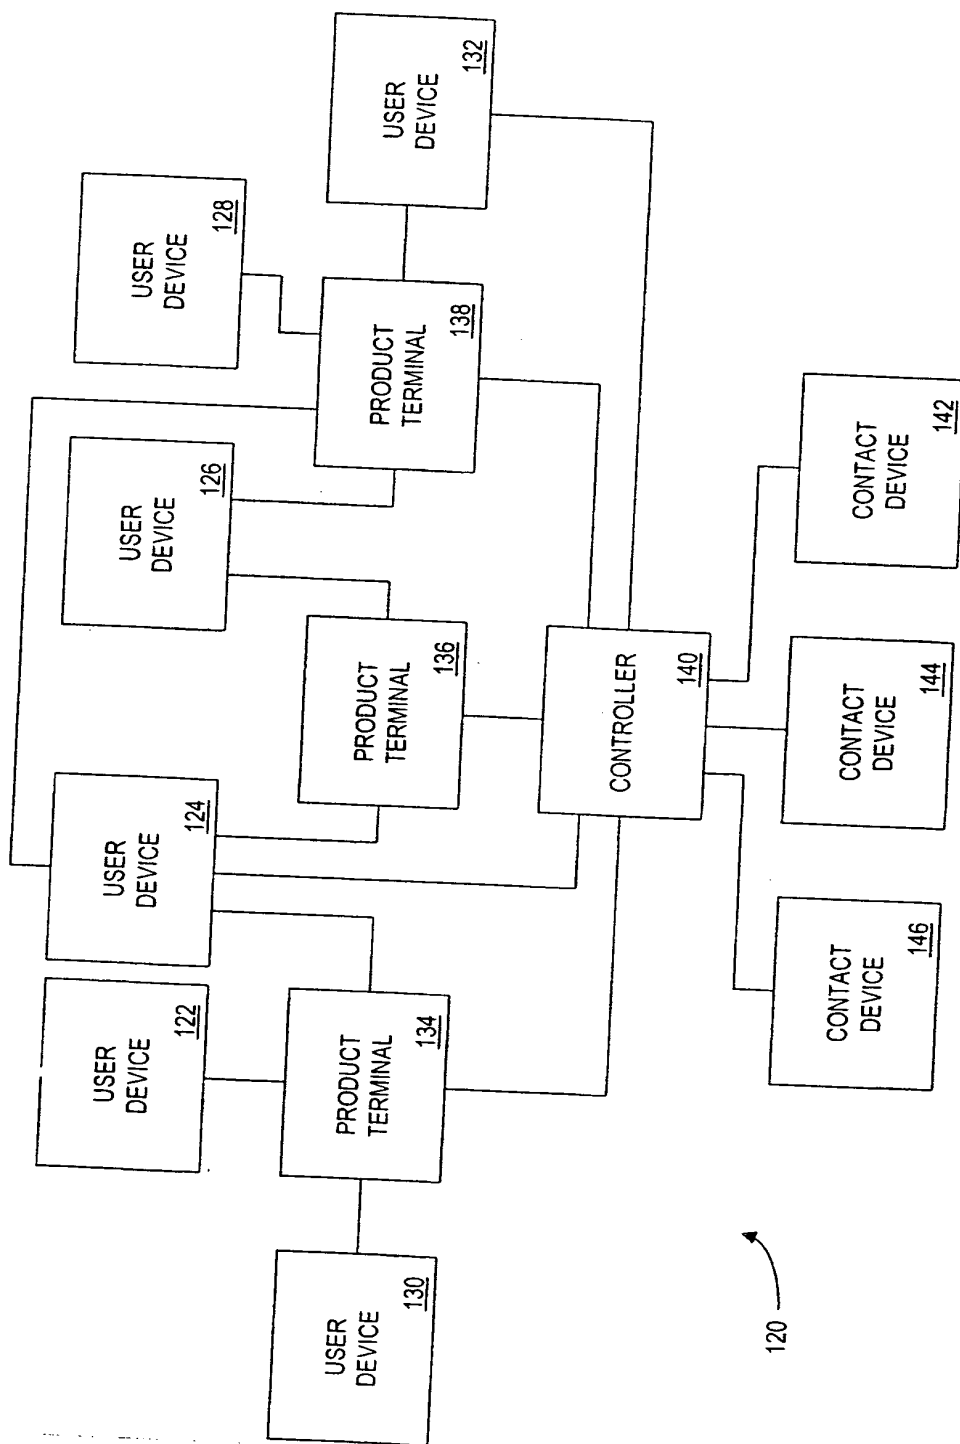 USER
DEVICE
122
USER
DEVICE
124
USER
DEVICE
126
USER
DEVICE
128
USER
DEVICE
130
PRODUCT
TERMINAL
134
PRODUCT
TERMINAL
136
PRODUCT
TERMINAL
138
USER
DEVICE
132
CONTROLLER
140
CONTACT
DEVICE
146
CONTACT
DEVICE
144
CONTACT
DEVICE
142
120